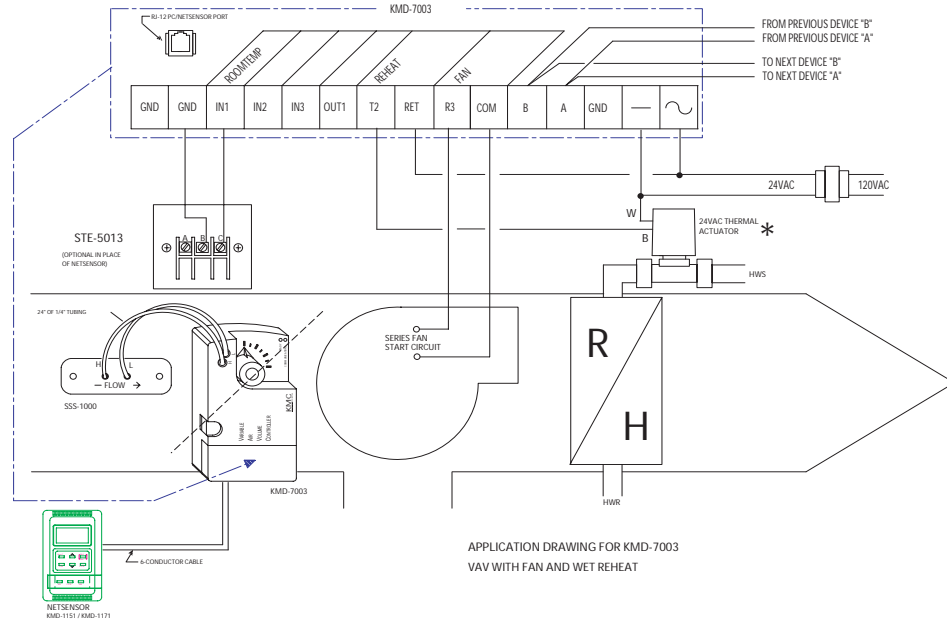 KMD-7003
RJ-12 PC/NETSENSOR PORT
FROM PREVIOUS DEVICE "B"
FROM PREVIOUS DEVICE "A"
TO NEXT DEVICE "B"
TO NEXT DEVICE "A"
ROOMTEMP
REHEAT
FAN
GND GND IN1 IN2 IN3 OUT1 T2 RET R3 COM B A GND
24VAC 120VAC
W
B
24VAC THERMAL
ACTUATOR *
HWS
STE-5013
(OPTIONAL IN PLACE
OF NETSENSOR)
A B C
24" OF 1/4" TUBING
H L
FLOW
SSS-1000
KMC
VARIABLE
AIR
VOLUME
CONTROLLER
KMD-7003
SERIES FAN
START CIRCUIT
R
H
HWR
6-CONDUCTOR CABLE
NETSENSOR
KMD-1151 / KMD-1171
APPLICATION DRAWING FOR KMD-7003
VAV WITH FAN AND WET REHEAT